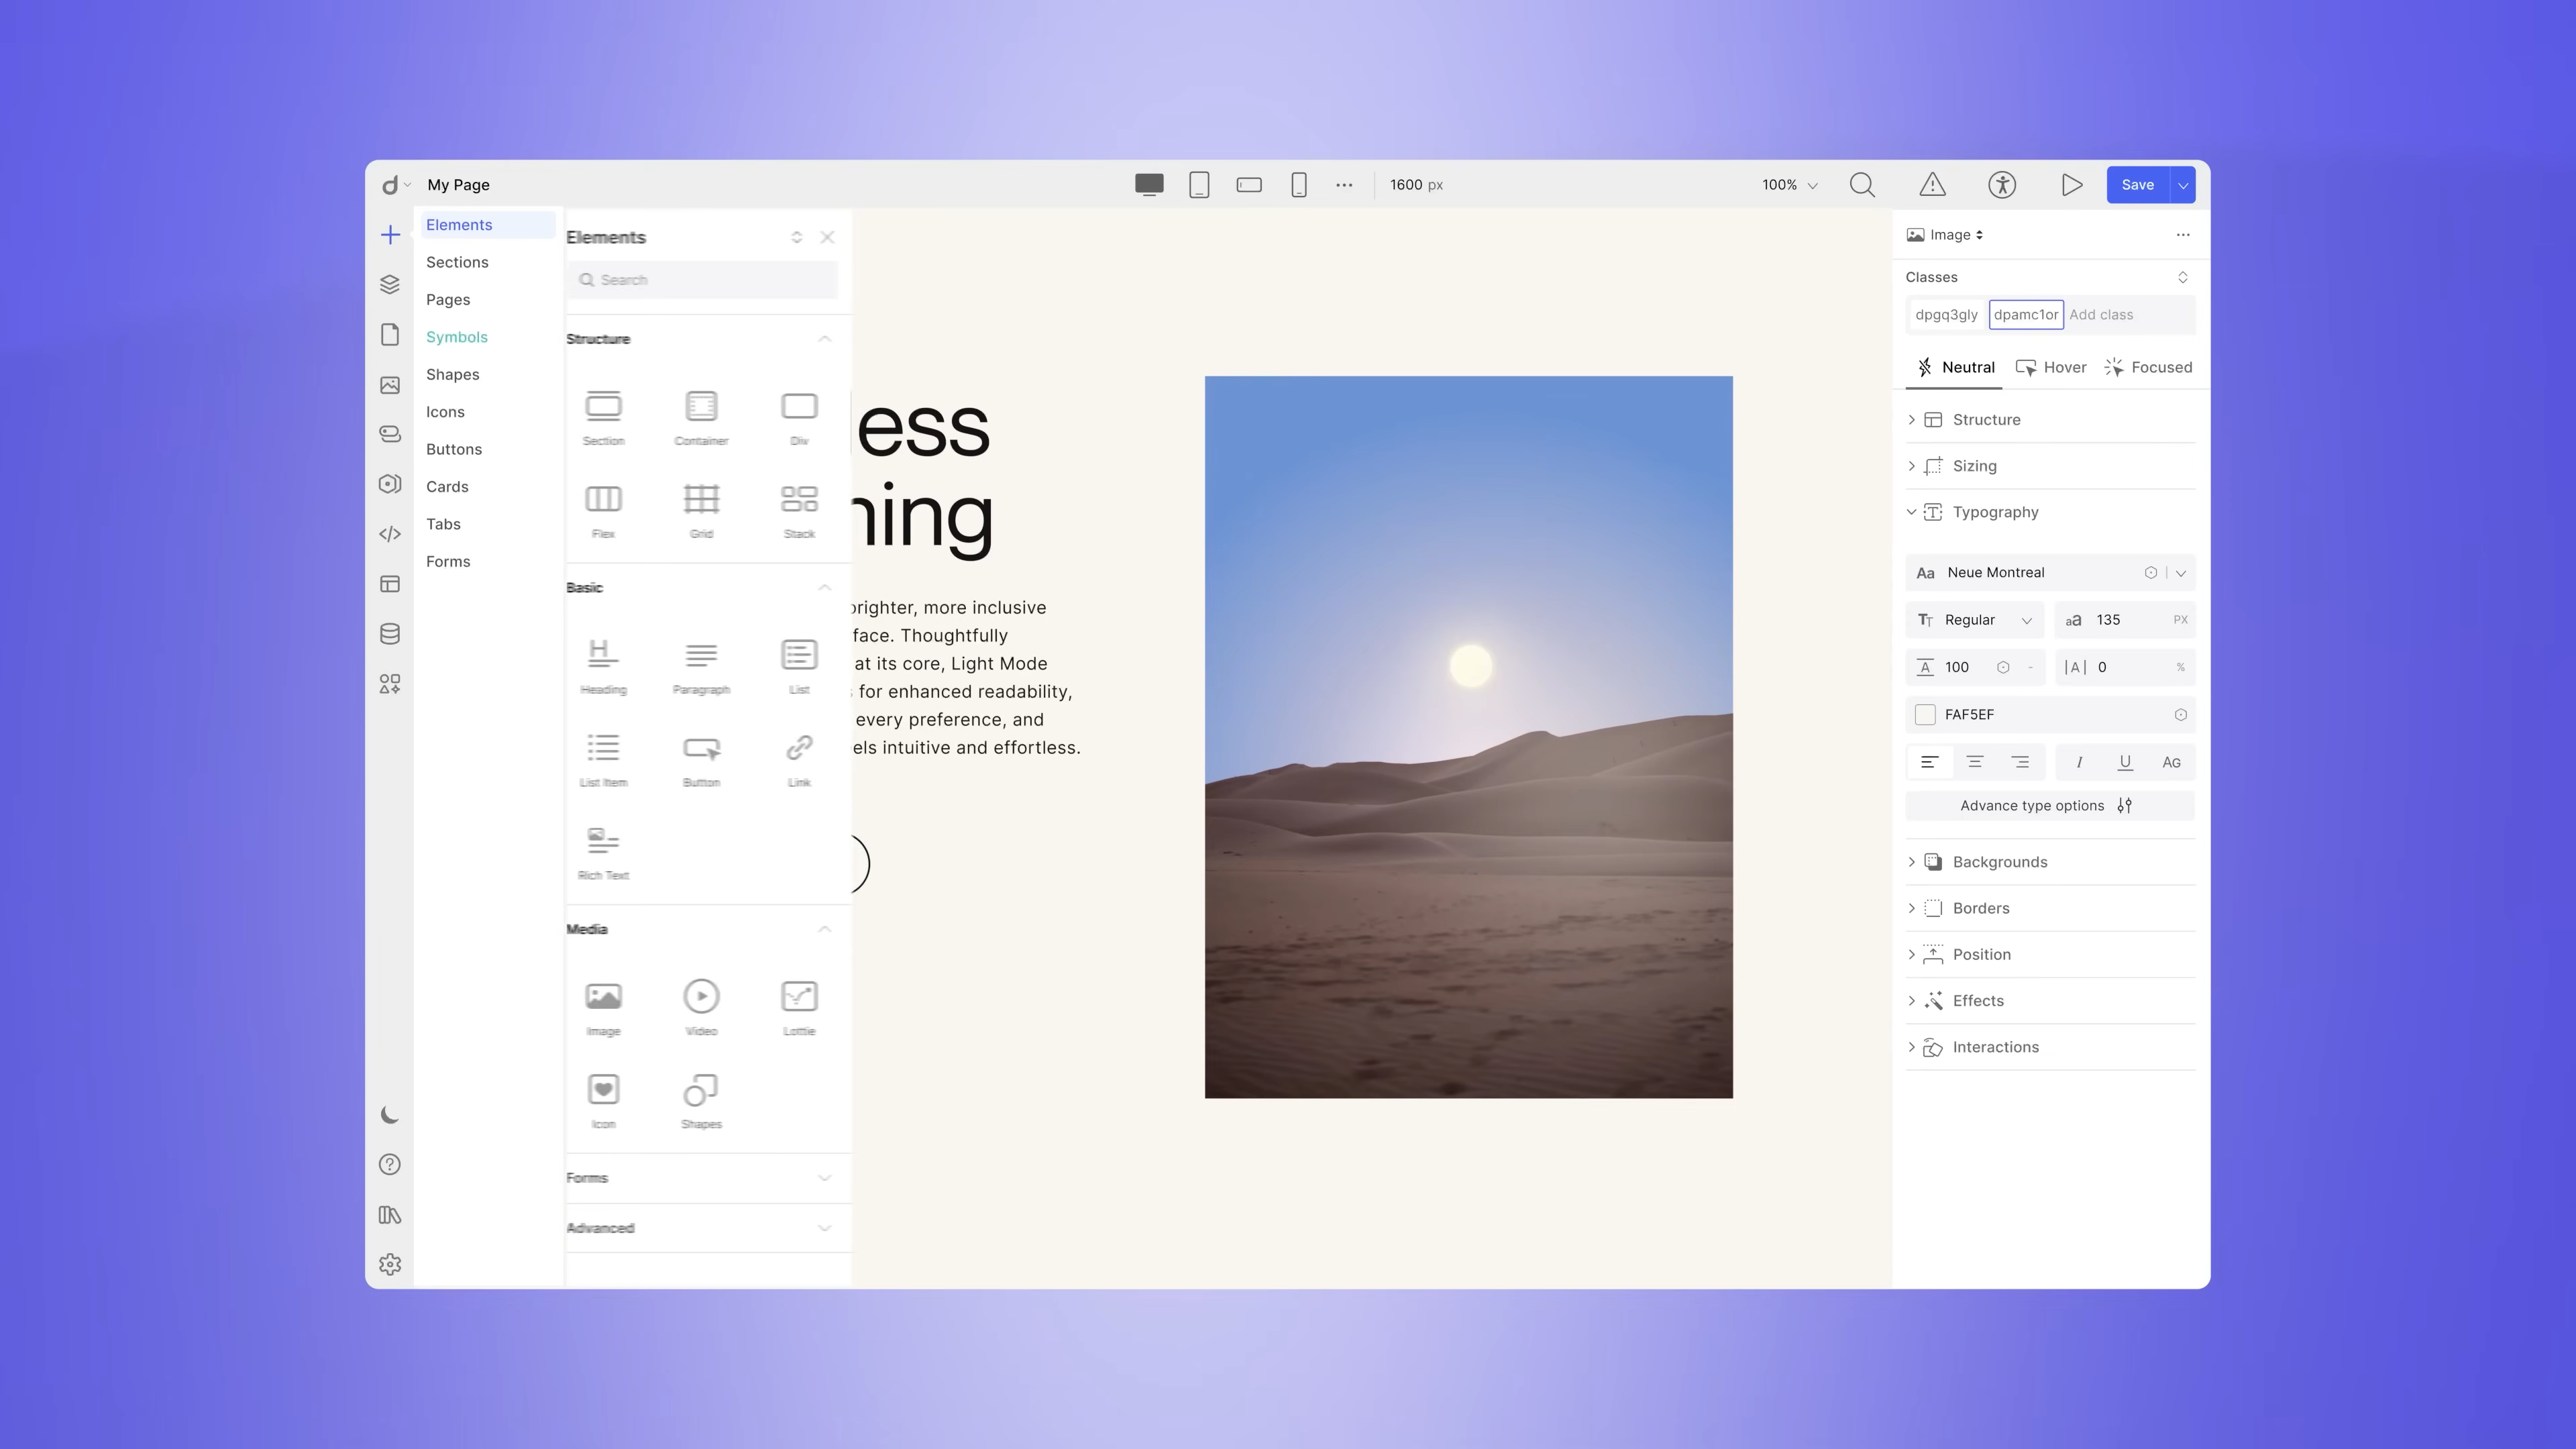 My Page
1600 px
100%
Save
Elements
Sections
Pages
Symbols
Shapes
Icons
Buttons
Cards
Tabs
Forms
Elements
Search
Structure
Section
Container
Div
Flex
Grid
Stack
Basic
Heading
Paragraph
List
List Item
Button
Link
Rich Text
Media
Image
Video
Lottie
Icon
Shapes
Forms
Advanced
ess
ning
righter, more inclusive
face. Thoughtfully
at its core, Light Mode
for enhanced readability,
every preference, and
els intuitive and effortless.
Image
Classes
dpgq3gly dpamc1or Add class
Neutral Hover Focused
Structure
Sizing
Typography
Aa Neue Montreal
Regular
aa 135 PX
A 100 -
|A| 0 %
FAF5EF
I U AG
Advance type options
Backgrounds
Borders
Position
Effects
Interactions